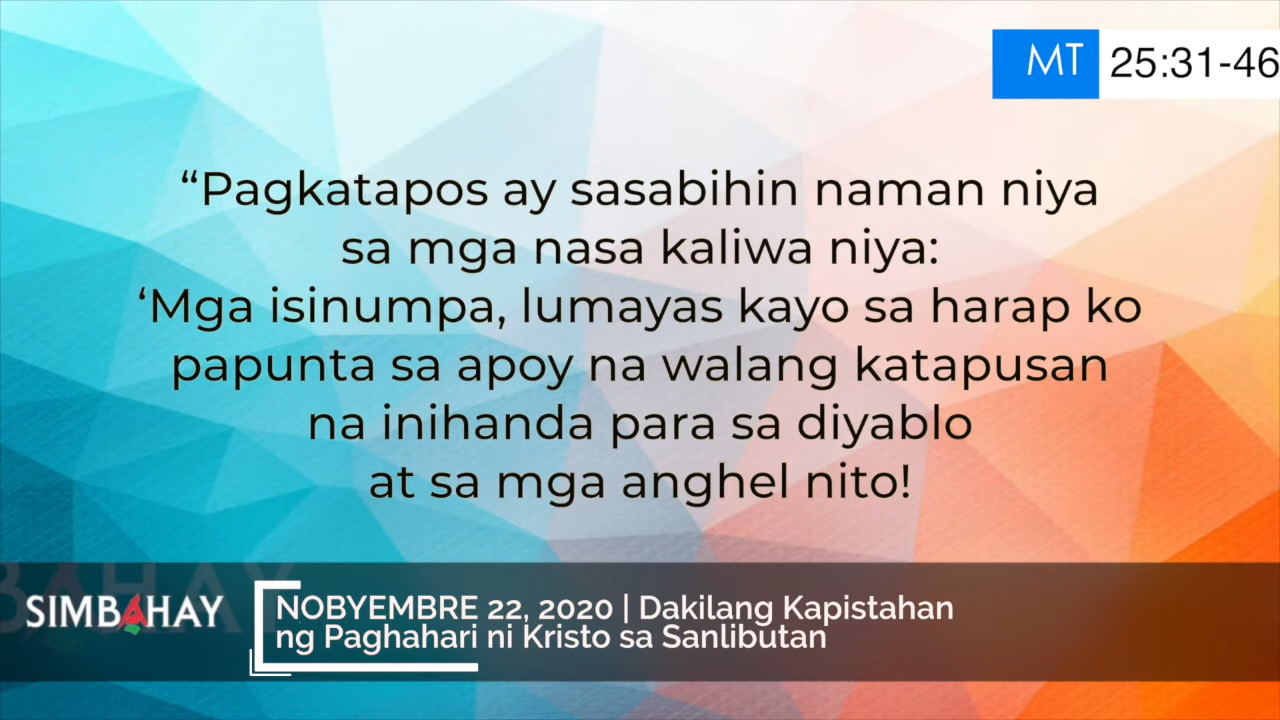 MT 25:31-46
“Pagkatapos ay sasabihin naman niya
sa mga nasa kaliwa niya:
‘Mga isinumpa, lumayas kayo sa harap ko
papunta sa apoy na walang katapusan
na inihanda para sa diyablo
at sa mga anghel nito!
SIMBAHAY
NOBYEMBRE 22, 2020 | Dakilang Kapistahan
ng Paghahari ni Kristo sa Sanlibutan